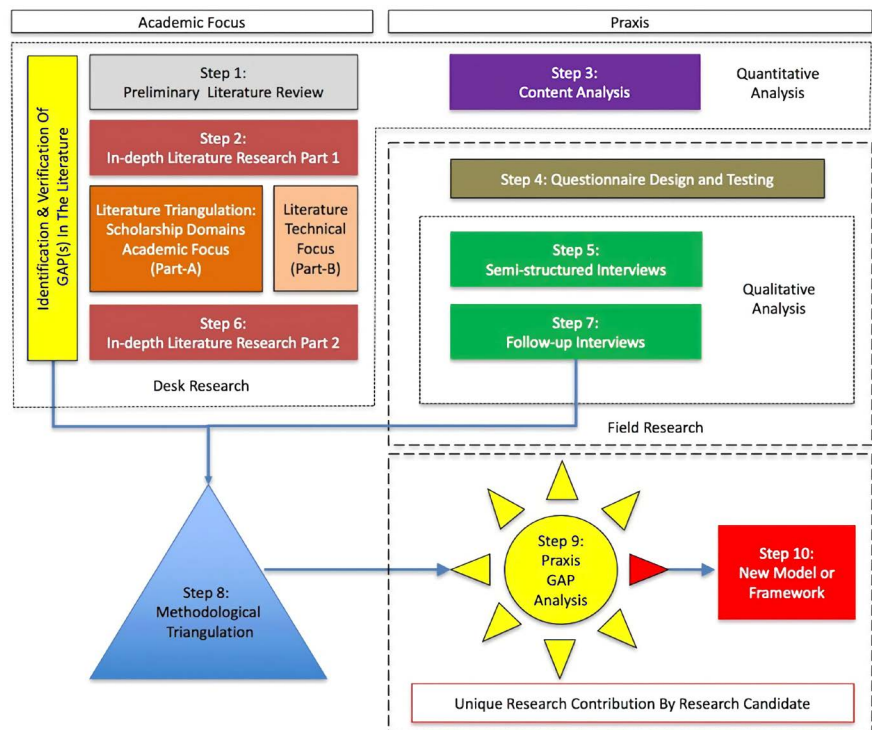 Academic Focus
Praxis
Identification & Verification Of
GAP(s) In The Literature
Step 1:
Preliminary Literature Review
Step 2:
In-depth Literature Research Part 1
Literature Triangulation:
Scholarship Domains
Academic Focus
(Part-A)
Literature
Technical
Focus
(Part-B)
Step 6:
In-depth Literature Research Part 2
Desk Research
Step 3:
Content Analysis
Quantitative
Analysis
Step 4: Questionnaire Design and Testing
Step 5:
Semi-structured Interviews
Step 7:
Follow-up Interviews
Qualitative
Analysis
Field Research
Step 8:
Methodological
Triangulation
Step 9:
Praxis
GAP
Analysis
Step 10:
New Model or
Framework
Unique Research Contribution By Research Candidate